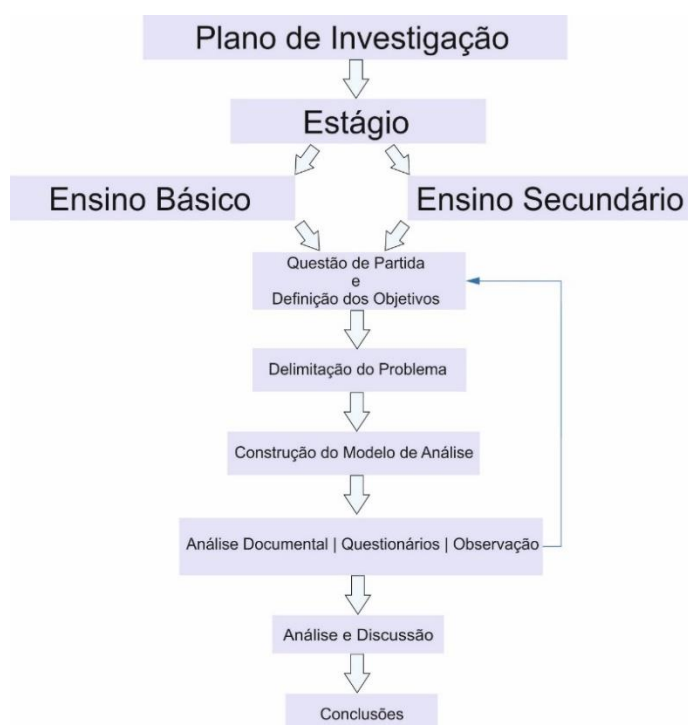 Plano de Investigação
Estágio
Ensino Básico
Ensino Secundário
Questão de Partida
e
Definição dos Objetivos
Delimitação do Problema
Construção do Modelo de Análise
Análise Documental | Questionários | Observação
Análise e Discussão
Conclusões